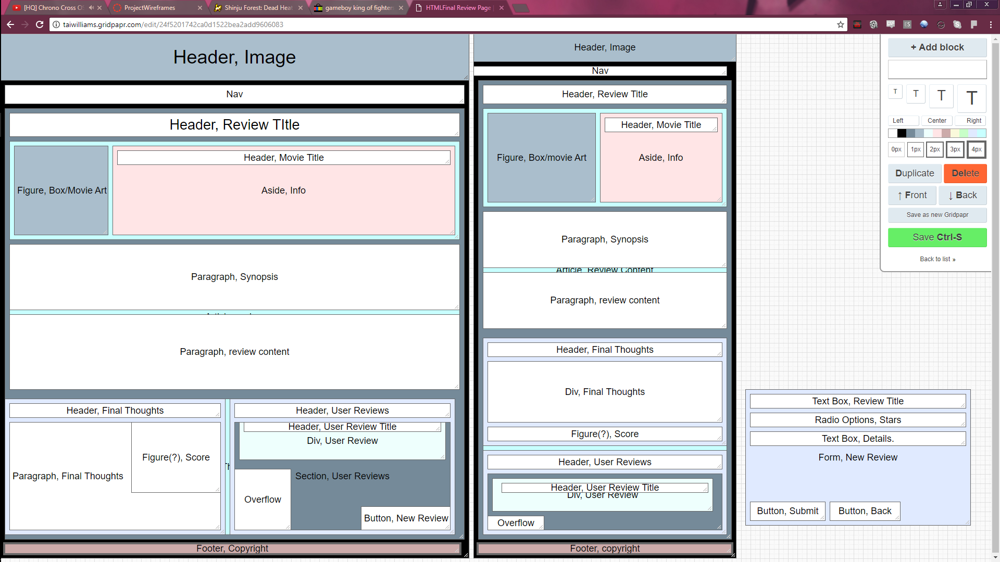 [HQ] Chrono Cross OS
ProjectWireframes
Shinju Forest: Dead Heat
gameboy king of fighters
HTMLFinal Review Page |
taiwilliams.gridpapr.com/edit/24f5201742ca0d1522bea2add9606083
Header, Image
Nav
Header, Review TItle
Header, Movie Title
Figure, Box/Movie Art
Aside, Info
Paragraph, Synopsis
Paragraph, review content
Header, Final Thoughts
Paragraph, Final Thoughts
Figure(?), Score
Header, User Reviews
Header, User Review Title
Div, User Review
Section, User Reviews
Overflow
Button, New Review
Footer, Copyright
Header, Image
Nav
Header, Review Title
Header, Movie Title
Figure, Box/movie Art
Aside, Info
Paragraph, Synopsis
Article, Review Content
Paragraph, review content
Header, Final Thoughts
Div, Final Thoughts
Figure(?), Score
Header, User Reviews
Header, User Review Title
Div, User Review
Overflow
Footer, copyright
Text Box, Review Title
Radio Options, Stars
Text Box, Details.
Form, New Review
Button, Submit
Button, Back
+ Add block
T T T T
Left Center Right
0px 1px 2px 3px 4px
Duplicate Delete
↑ Front ↓ Back
Save as new Gridpapr
Save Ctrl-S
Back to list »